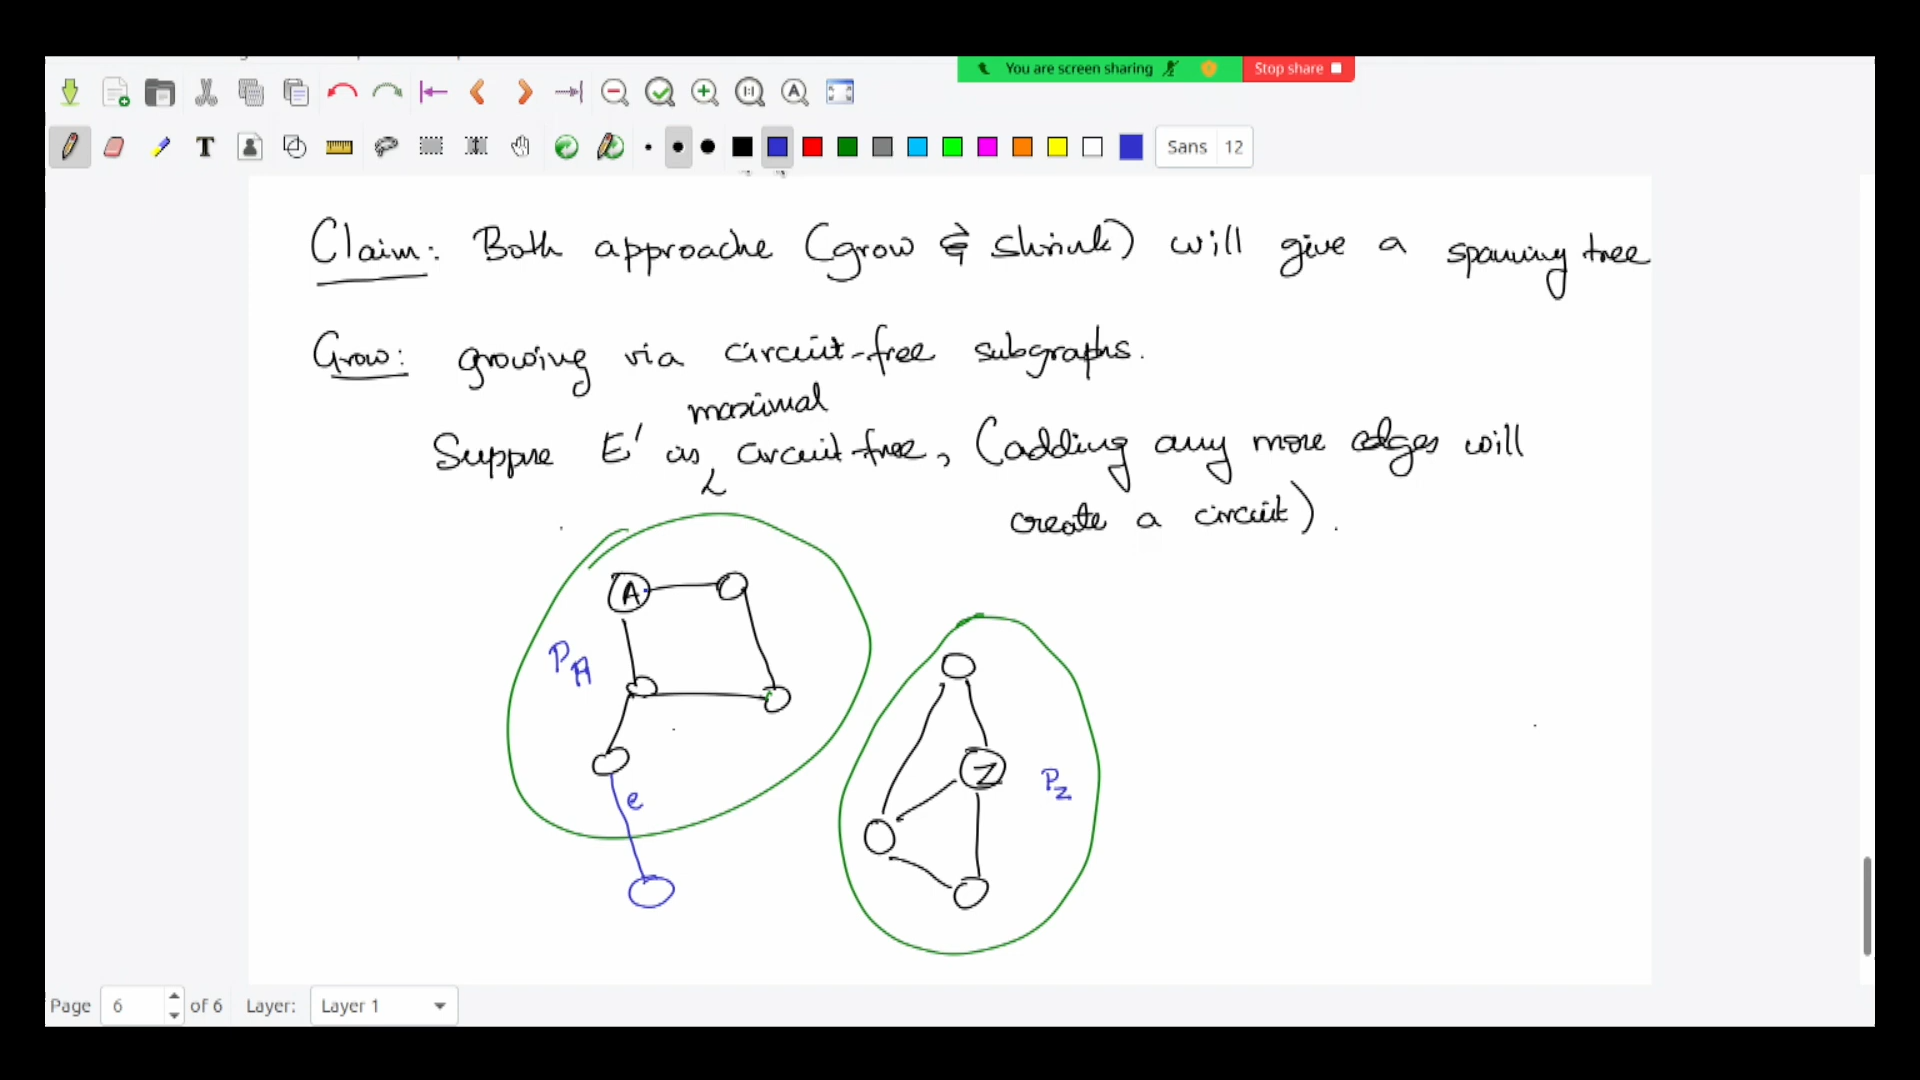 You are screen sharing
Stop share
Sans 12
Claim: Both approache (grow & shrink) will give a spanning tree
Grow: growing via circuit-free subgraphs.
maximal
Suppose E' is circuit-free, (adding any more edges will
create a circuit).
A
P_A
Z
P_Z
e
Page 6 of 6 Layer: Layer 1